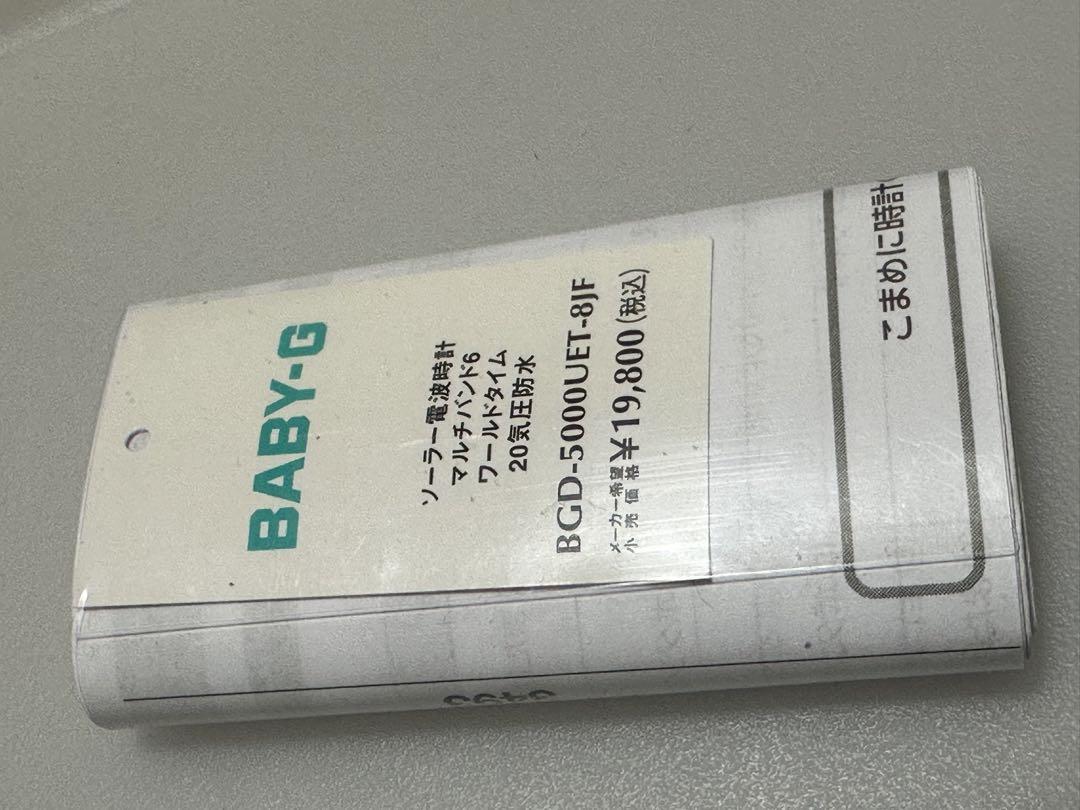 BABY-G
ソーラー電波時計
マルチバンド6
ワールドタイム
20気圧防水
BGD-5000UET-8JF
メーカー希望
小売価格
¥19,800(税込)
こまめに時計